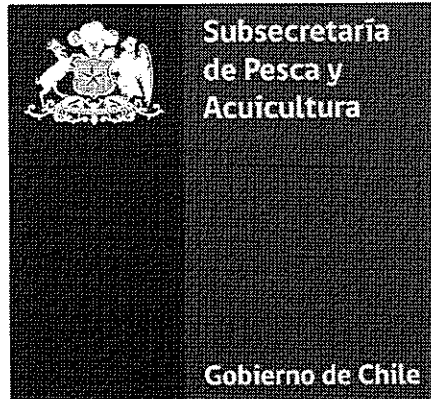 Subsecretaría
de Pesca y
Acuicultura
Gobierno de Chile